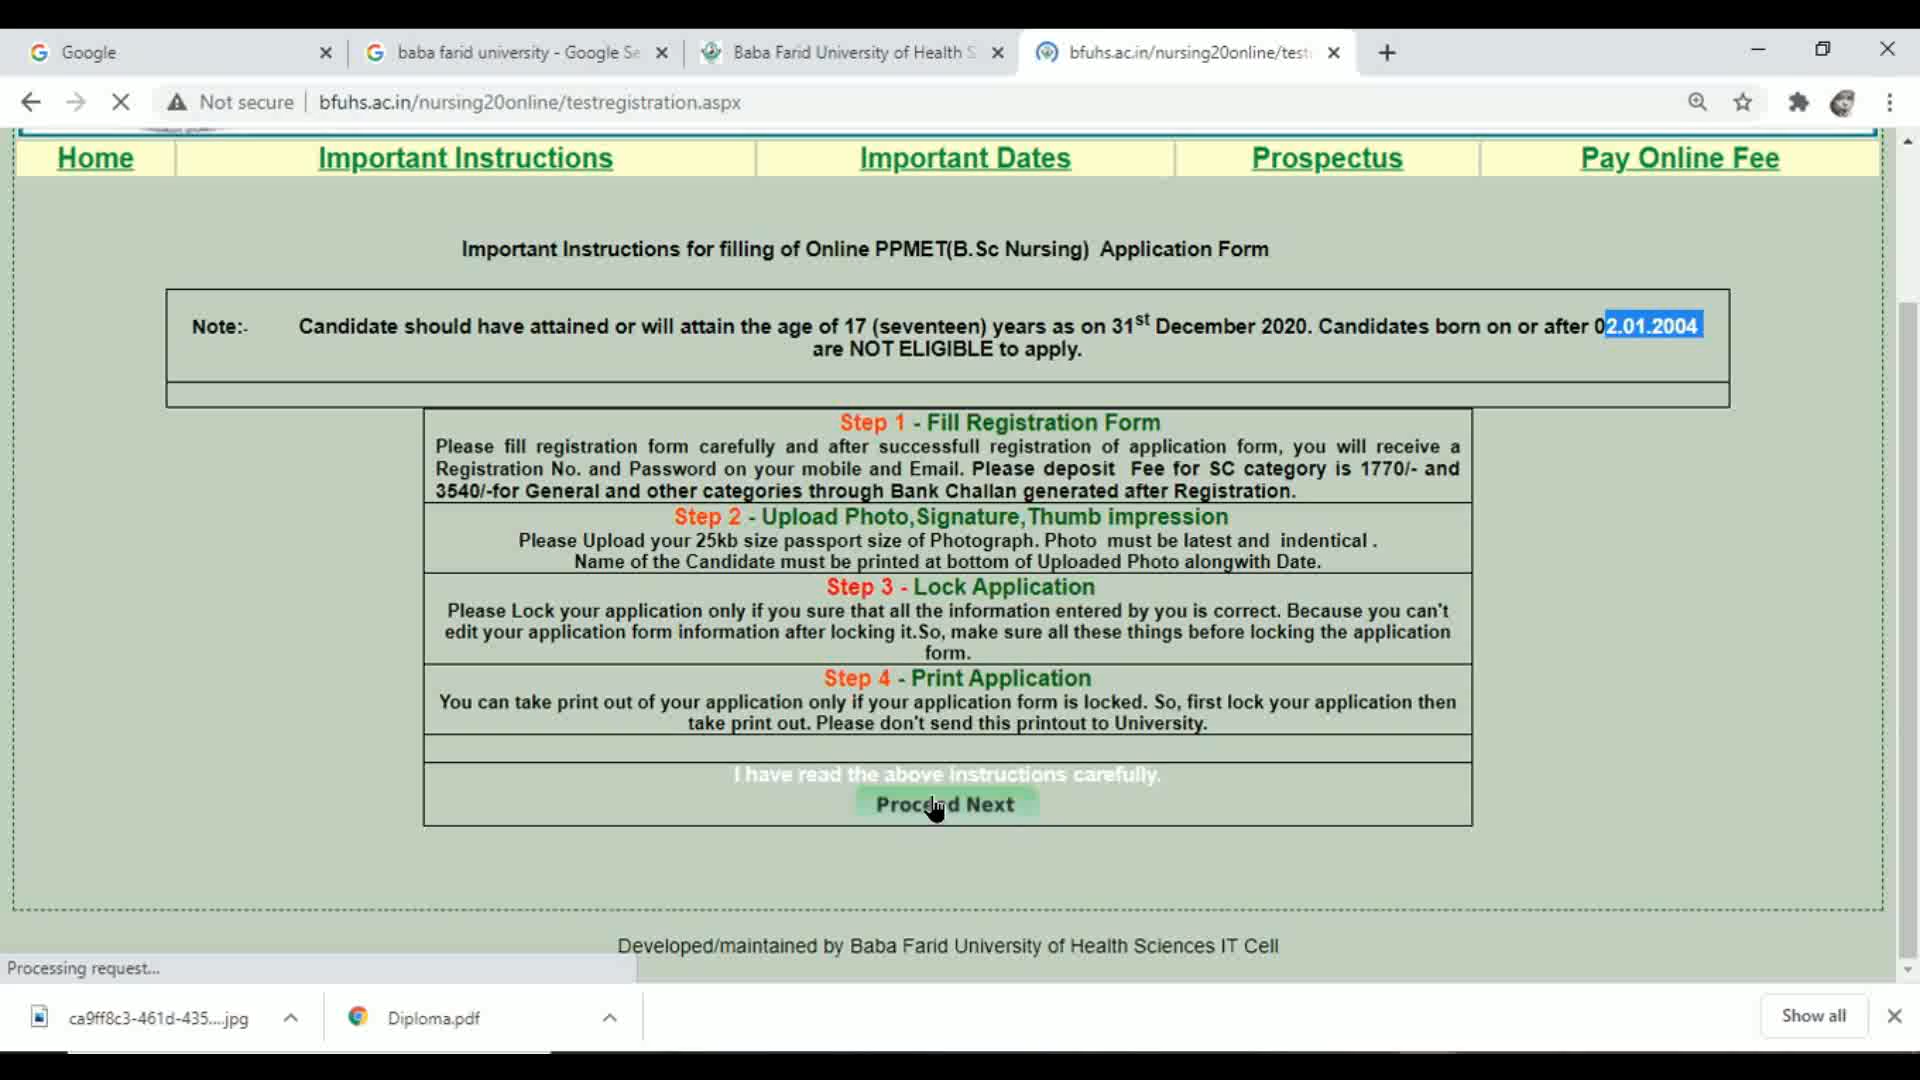 Google
baba farid university - Google Se
Baba Farid University of Health S
bfuhs.ac.in/nursing20online/test
Not secure
bfuhs.ac.in/nursing20online/testregistration.aspx
Home
Important Instructions
Important Dates
Prospectus
Pay Online Fee
Important Instructions for filling of Online PPMET(B.Sc Nursing) Application Form
Note:- Candidate should have attained or will attain the age of 17 (seventeen) years as on 31st December 2020. Candidates born on or after 02.01.2004
are NOT ELIGIBLE to apply.
Step 1 - Fill Registration Form
Please fill registration form carefully and after successfull registration of application form, you will receive a
Registration No. and Password on your mobile and Email. Please deposit Fee for SC category is 1770/- and
3540/-for General and other categories through Bank Challan generated after Registration.
Step 2 - Upload Photo,Signature,Thumb impression
Please Upload your 25kb size passport size of Photograph. Photo must be latest and indentical .
Name of the Candidate must be printed at bottom of Uploaded Photo alongwith Date.
Step 3 - Lock Application
Please Lock your application only if you sure that all the information entered by you is correct. Because you can't
edit your application form information after locking it.So, make sure all these things before locking the application
form.
Step 4 - Print Application
You can take print out of your application only if your application form is locked. So, first lock your application then
take print out. Please don't send this printout to University.
I have read the above instructions carefully.
Proceed Next
Developed/maintained by Baba Farid University of Health Sciences IT Cell
Processing request...
ca9ff8c3-461d-435....jpg
Diploma.pdf
Show all